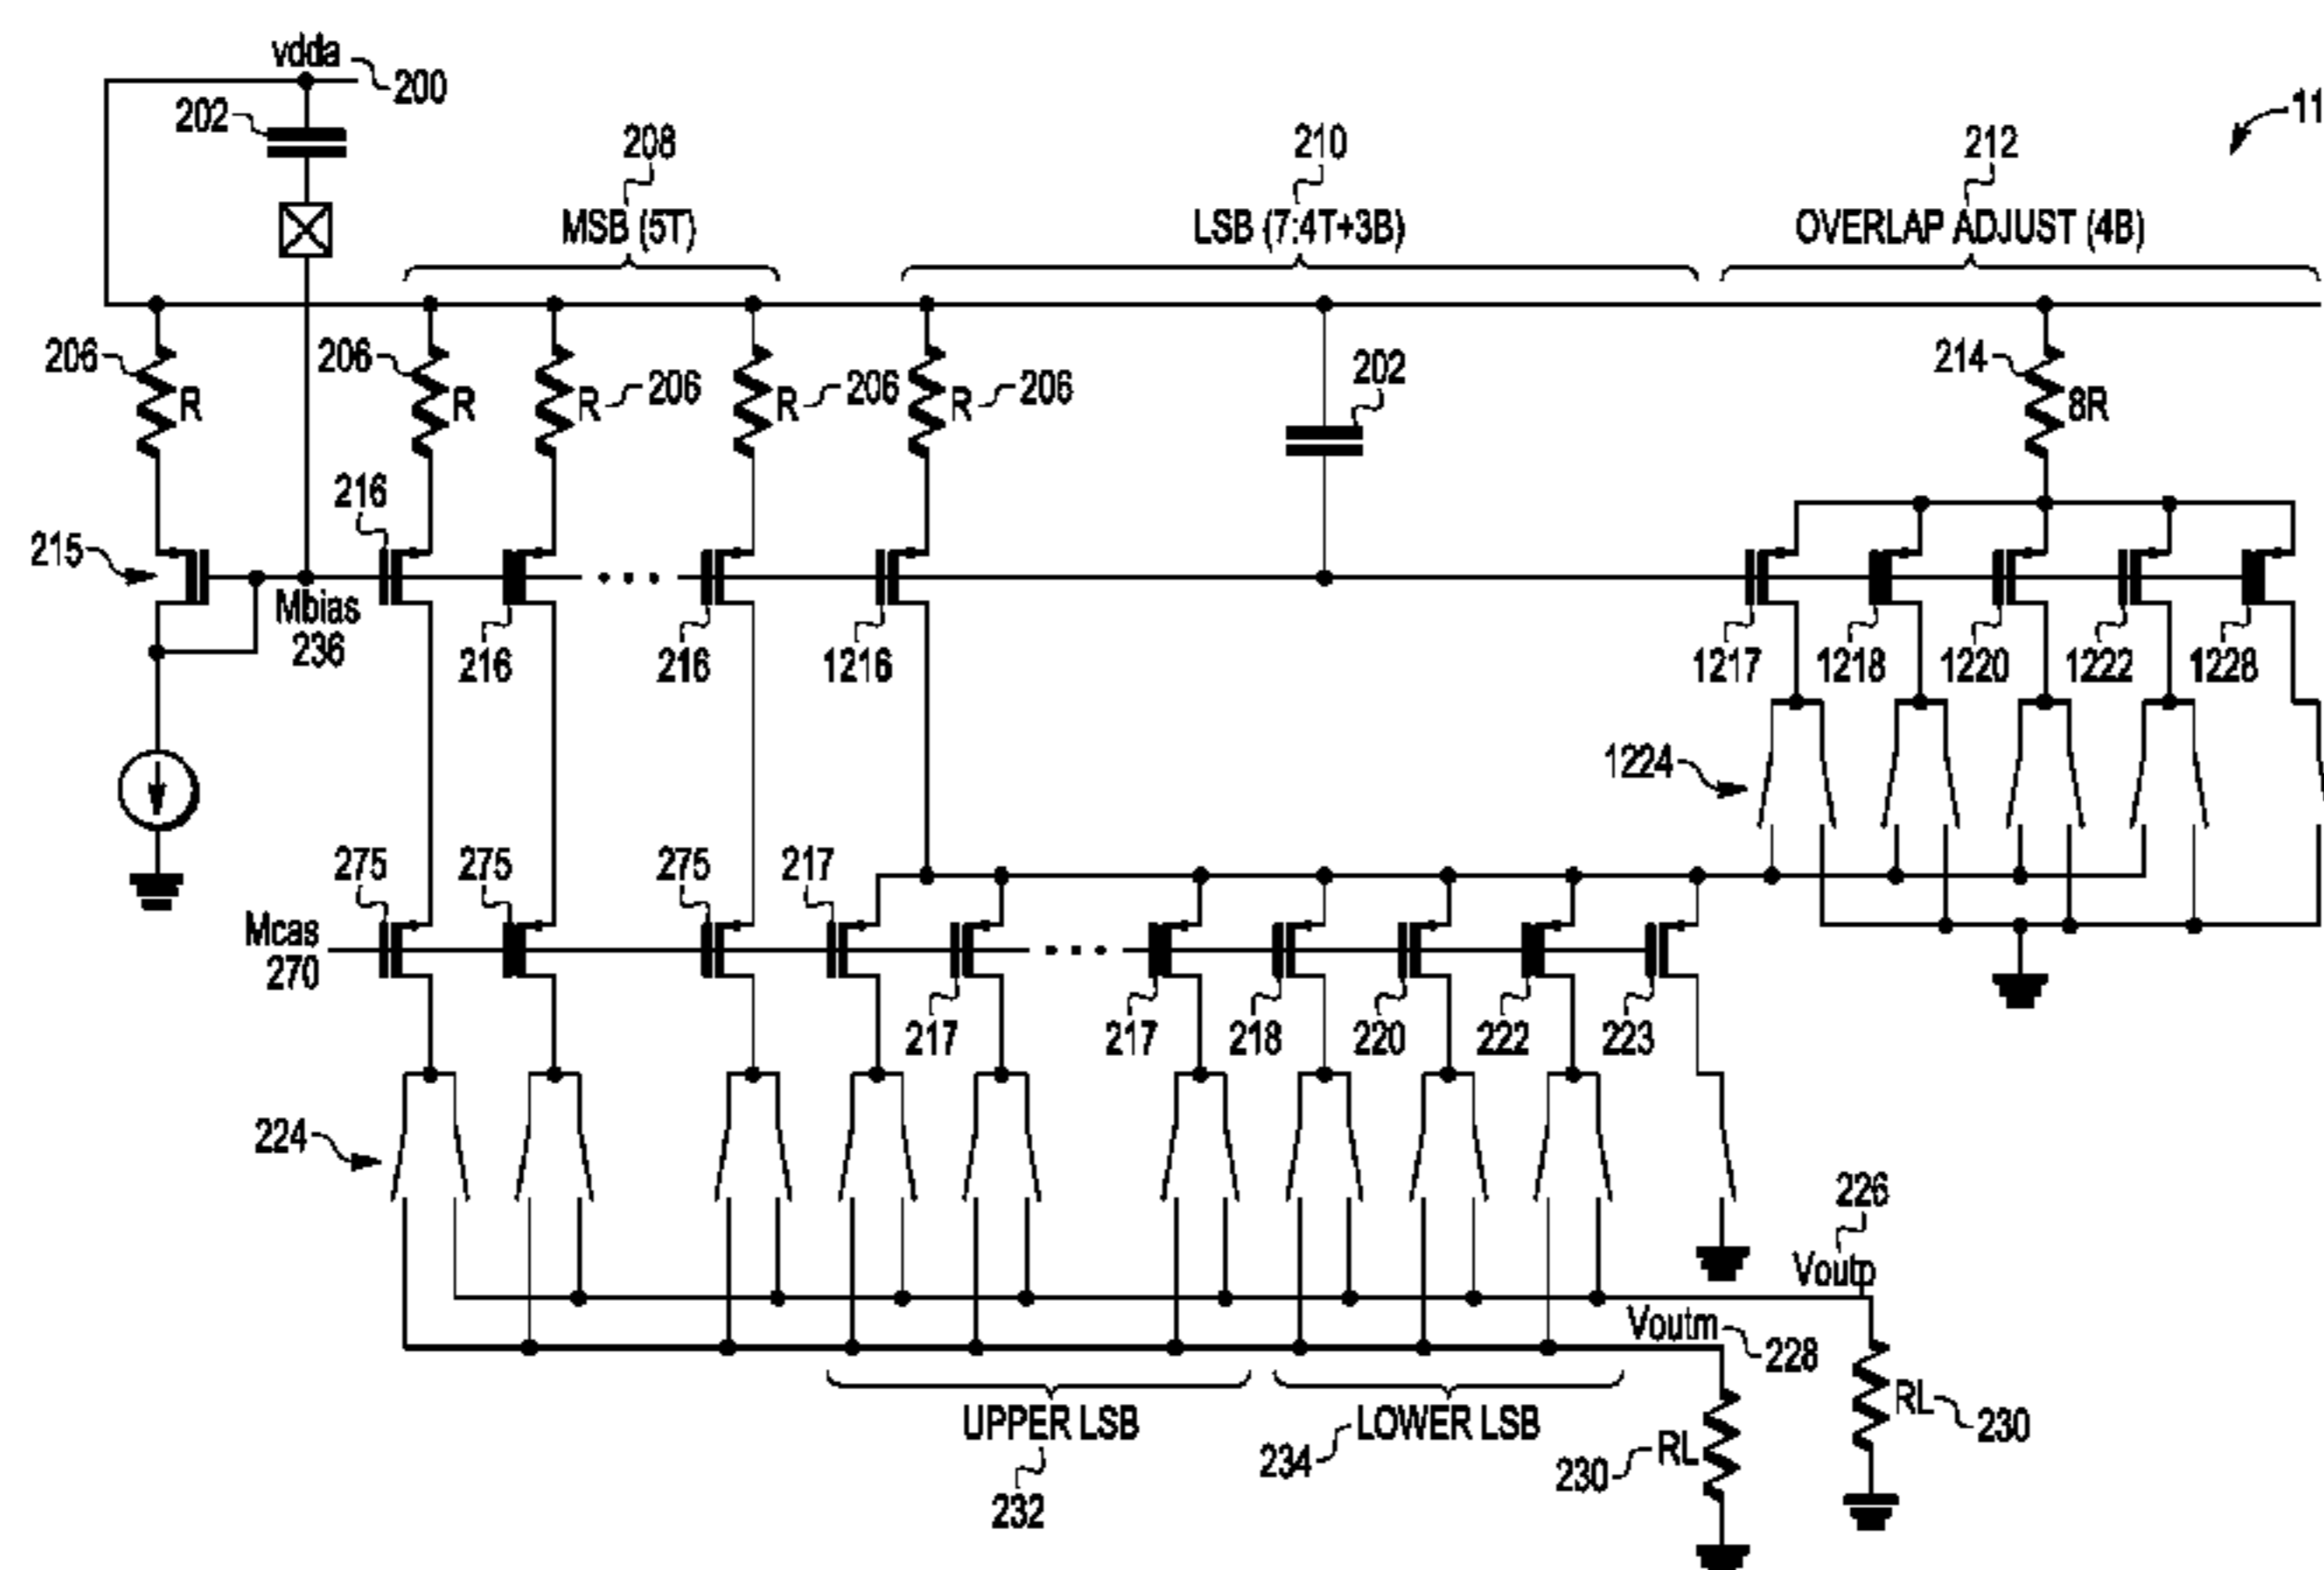 vdda
200
202
11
208
210
212
MSB (5T)
LSB (7:4T+3B)
OVERLAP ADJUST (4B)
206
R
206
R
R
206
R
206
R
206
202
214
8R
216
215
Mbias
236
216
216
1216
1217
1218
1220
1222
1228
1224
275
275
275
217
Mcas
270
217
217
218
220
222
223
224
226
Voutp
Voutm
228
UPPER LSB
LOWER LSB
232
234
230
RL
RL
230